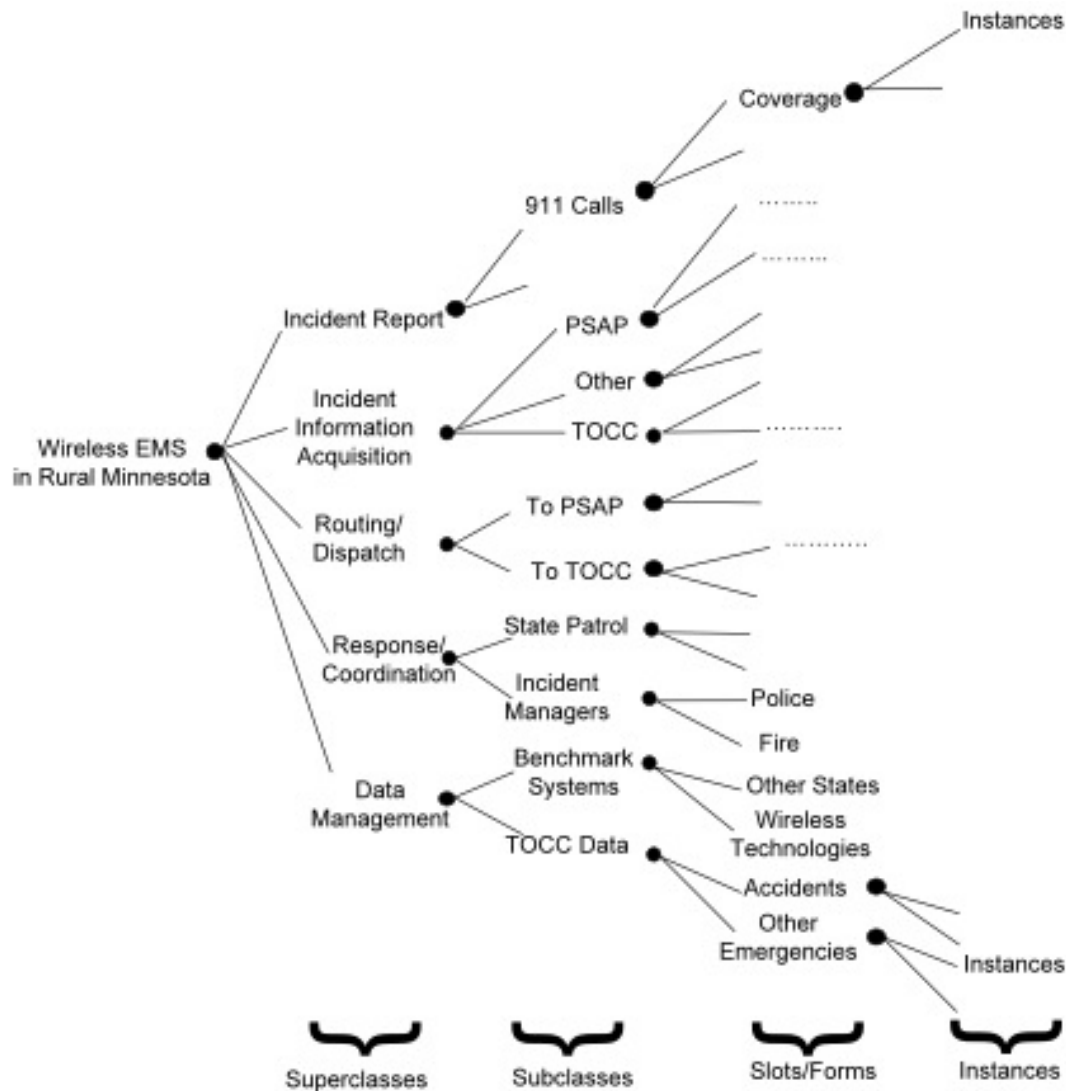 Instances
Coverage
911 Calls
.........
.........
Incident Report
PSAP
Other
Incident
Information
Acquisition
TOCC
..........
Wireless EMS
in Rural Minnesota
To PSAP
Routing/
Dispatch
...........
To TOCC
State Patrol
Response/
Coordination
Incident
Managers
Police
Fire
Benchmark
Systems
Other States
Data
Management
Wireless
Technologies
TOCC Data
Accidents
Other
Emergencies
Instances
Superclasses
Subclasses
Slots/Forms
Instances